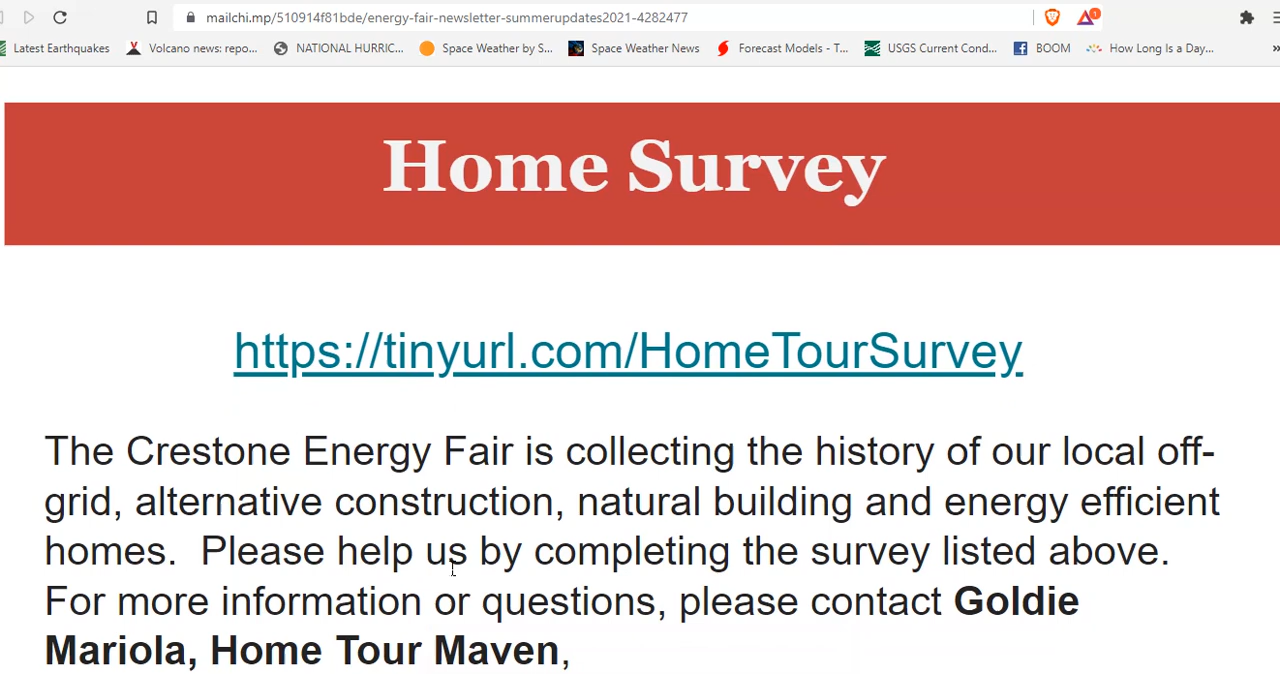 mailchi.mp/510914f81bde/energy-fair-newsletter-summerupdates2021-4282477
1
Latest Earthquakes Volcano news: repo... NATIONAL HURRIC... Space Weather by S... Space Weather News Forecast Models - T... USGS Current Cond... BOOM How Long Is a Day... »
Home Survey
https://tinyurl.com/HomeTourSurvey
The Crestone Energy Fair is collecting the history of our local off-
grid, alternative construction, natural building and energy efficient
homes.  Please help us by completing the survey listed above.
For more information or questions, please contact Goldie
Mariola, Home Tour Maven,